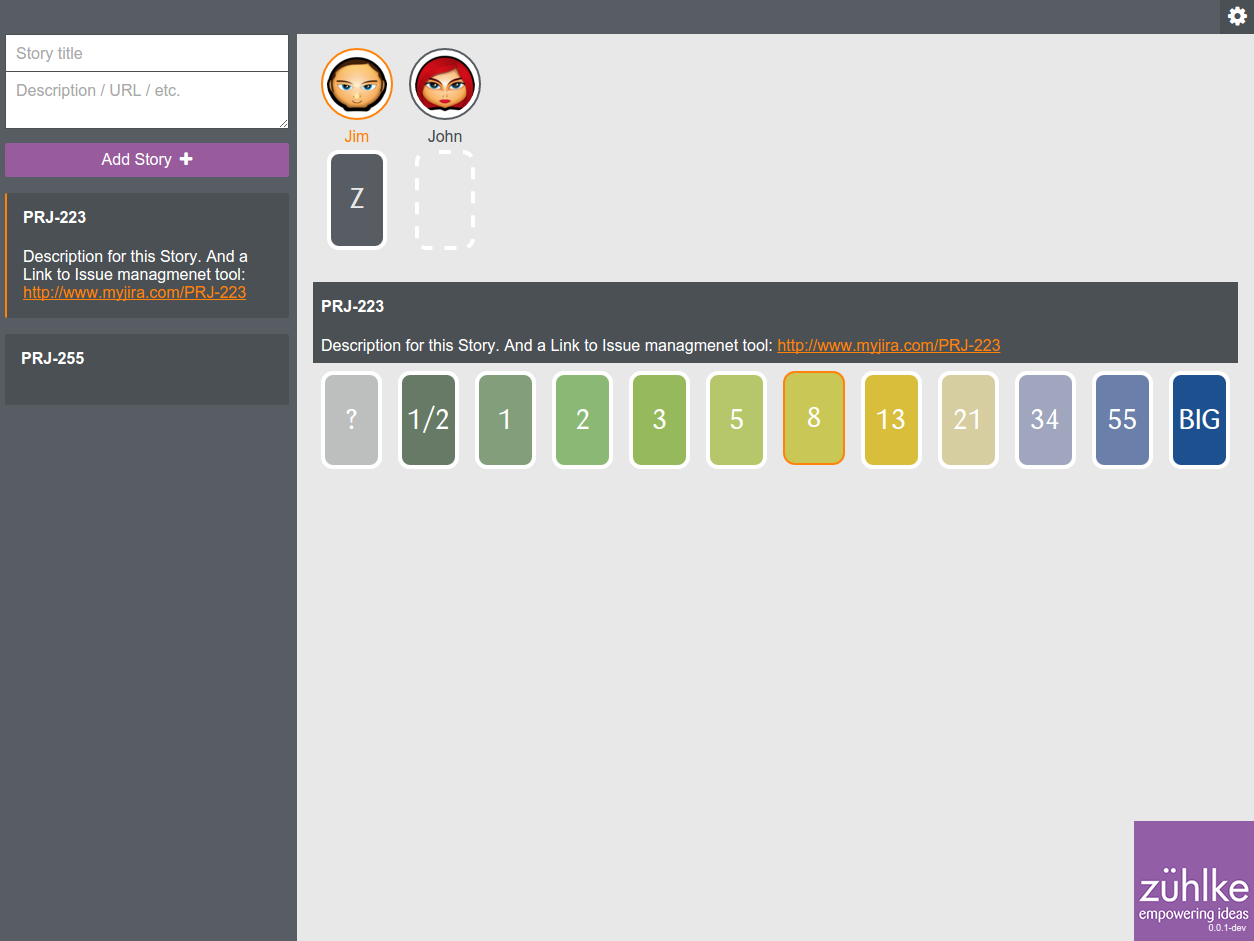 Story title
Description / URL / etc.
Add Story
PRJ-223
Description for this Story. And a
Link to Issue managmenet tool:
http://www.myjira.com/PRJ-223
PRJ-255
Jim John
Z
PRJ-223
Description for this Story. And a Link to Issue managmenet tool: http://www.myjira.com/PRJ-223
? 1/2 1 2 3 5 8 13 21 34 55 BIG
zühlke
empowering ideas
0.0.1-dev